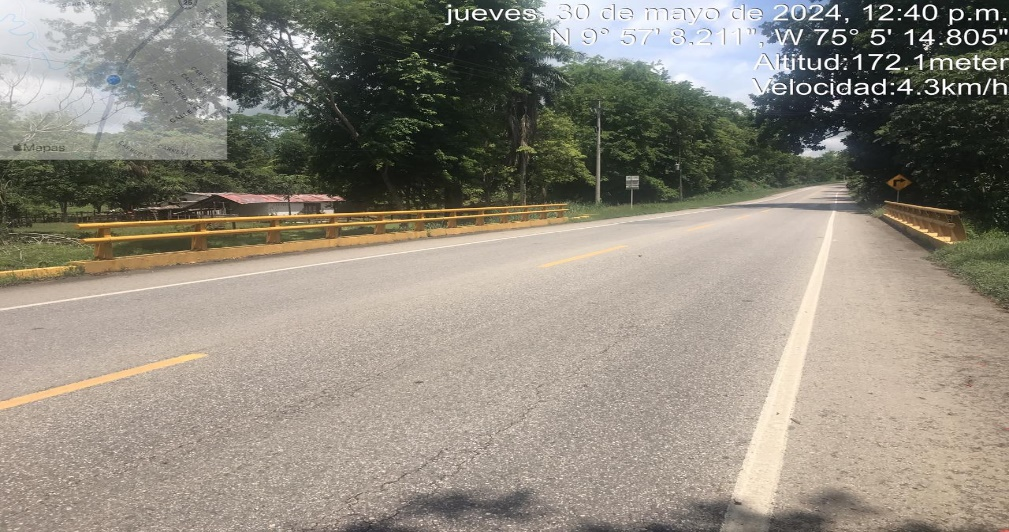 jueves, 30 de mayo de 2024, 12:40 p.m.
N 9° 57' 8.211", W 75° 5' 14.805"
Altitud:172.1meter
Velocidad:4.3km/h
25
Mapas